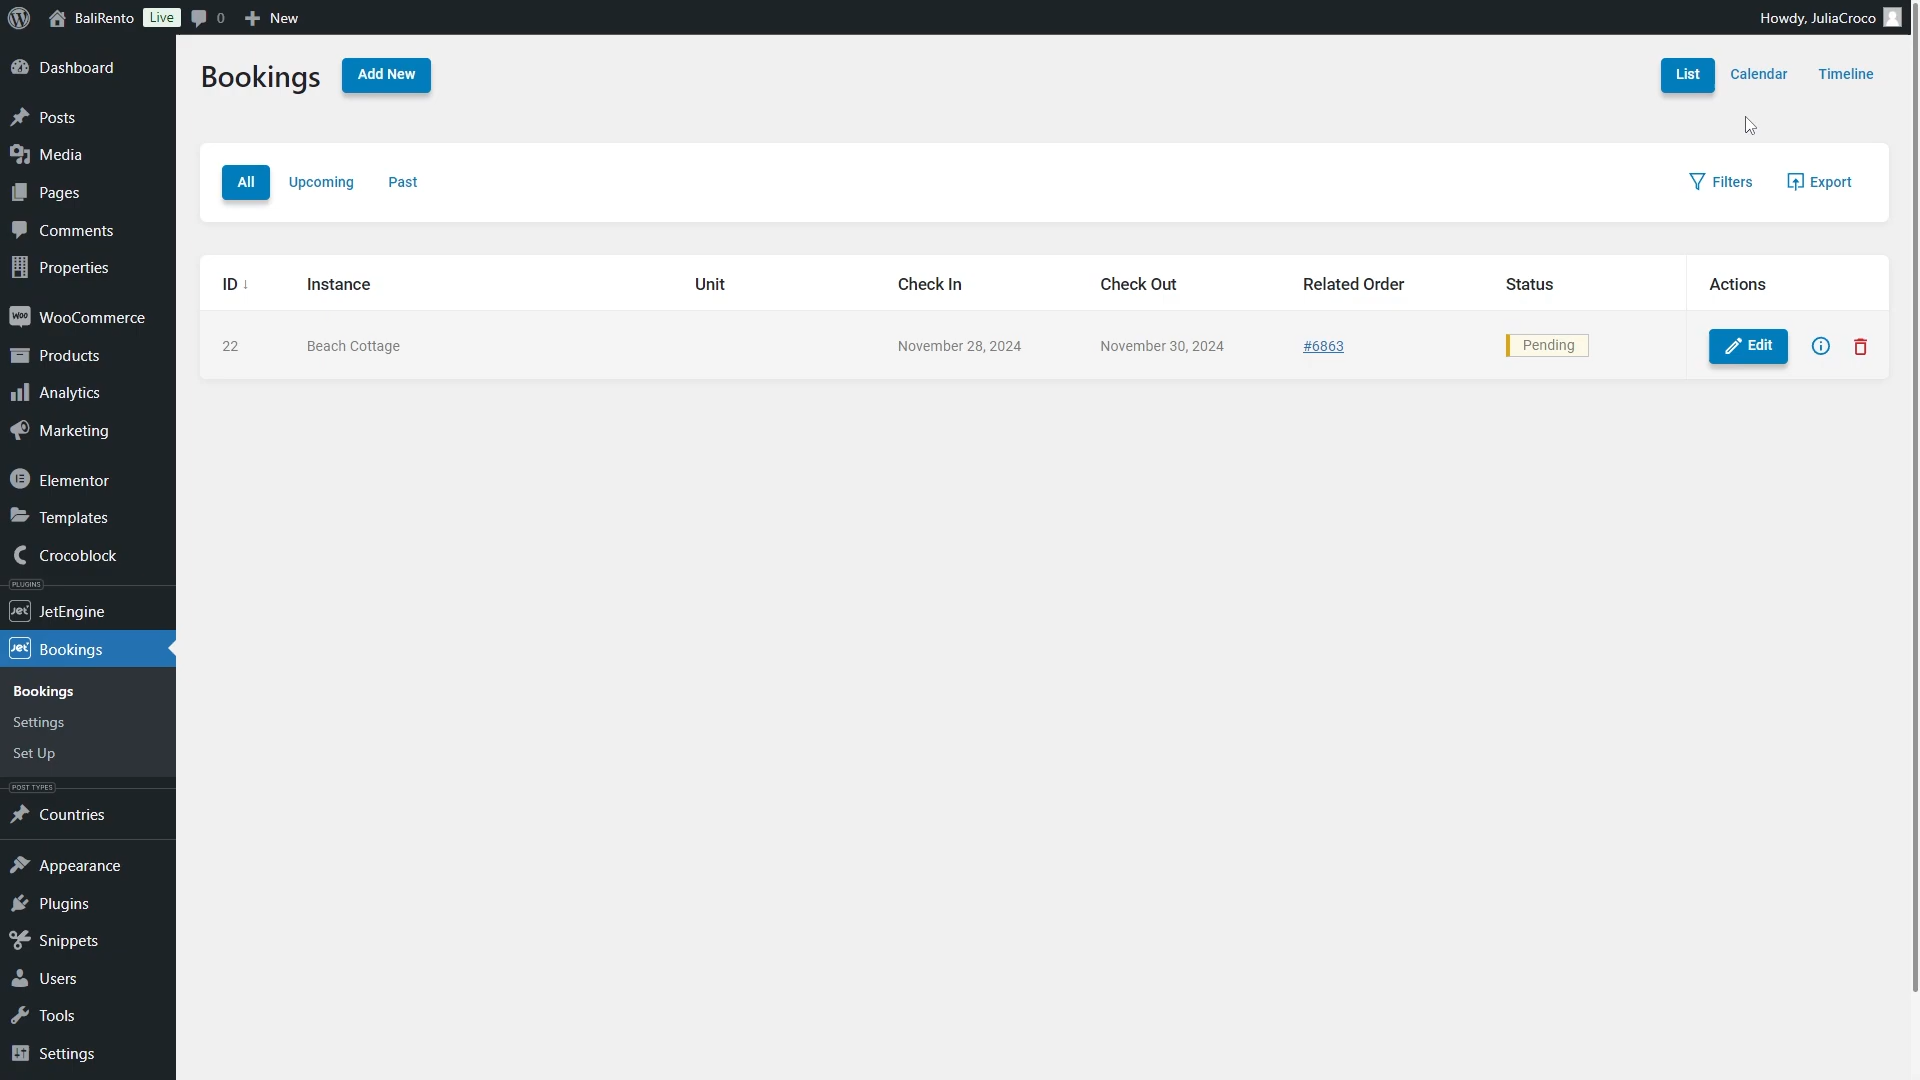 BaliRento Live 0 New
Howdy, JuliaCroco
Dashboard
Posts
Media
Pages
Comments
Properties
WooCommerce
Products
Analytics
Marketing
Elementor
Templates
Crocoblock
PLUGINS
JetEngine
Bookings
Bookings
Settings
Set Up
POST TYPES
Countries
Appearance
Plugins
Snippets
Users
Tools
Settings
Bookings Add New
List Calendar Timeline
All Upcoming Past
Filters Export
ID ↓ Instance Unit Check In Check Out Related Order Status Actions
22 Beach Cottage November 28, 2024 November 30, 2024 #6863 Pending Edit